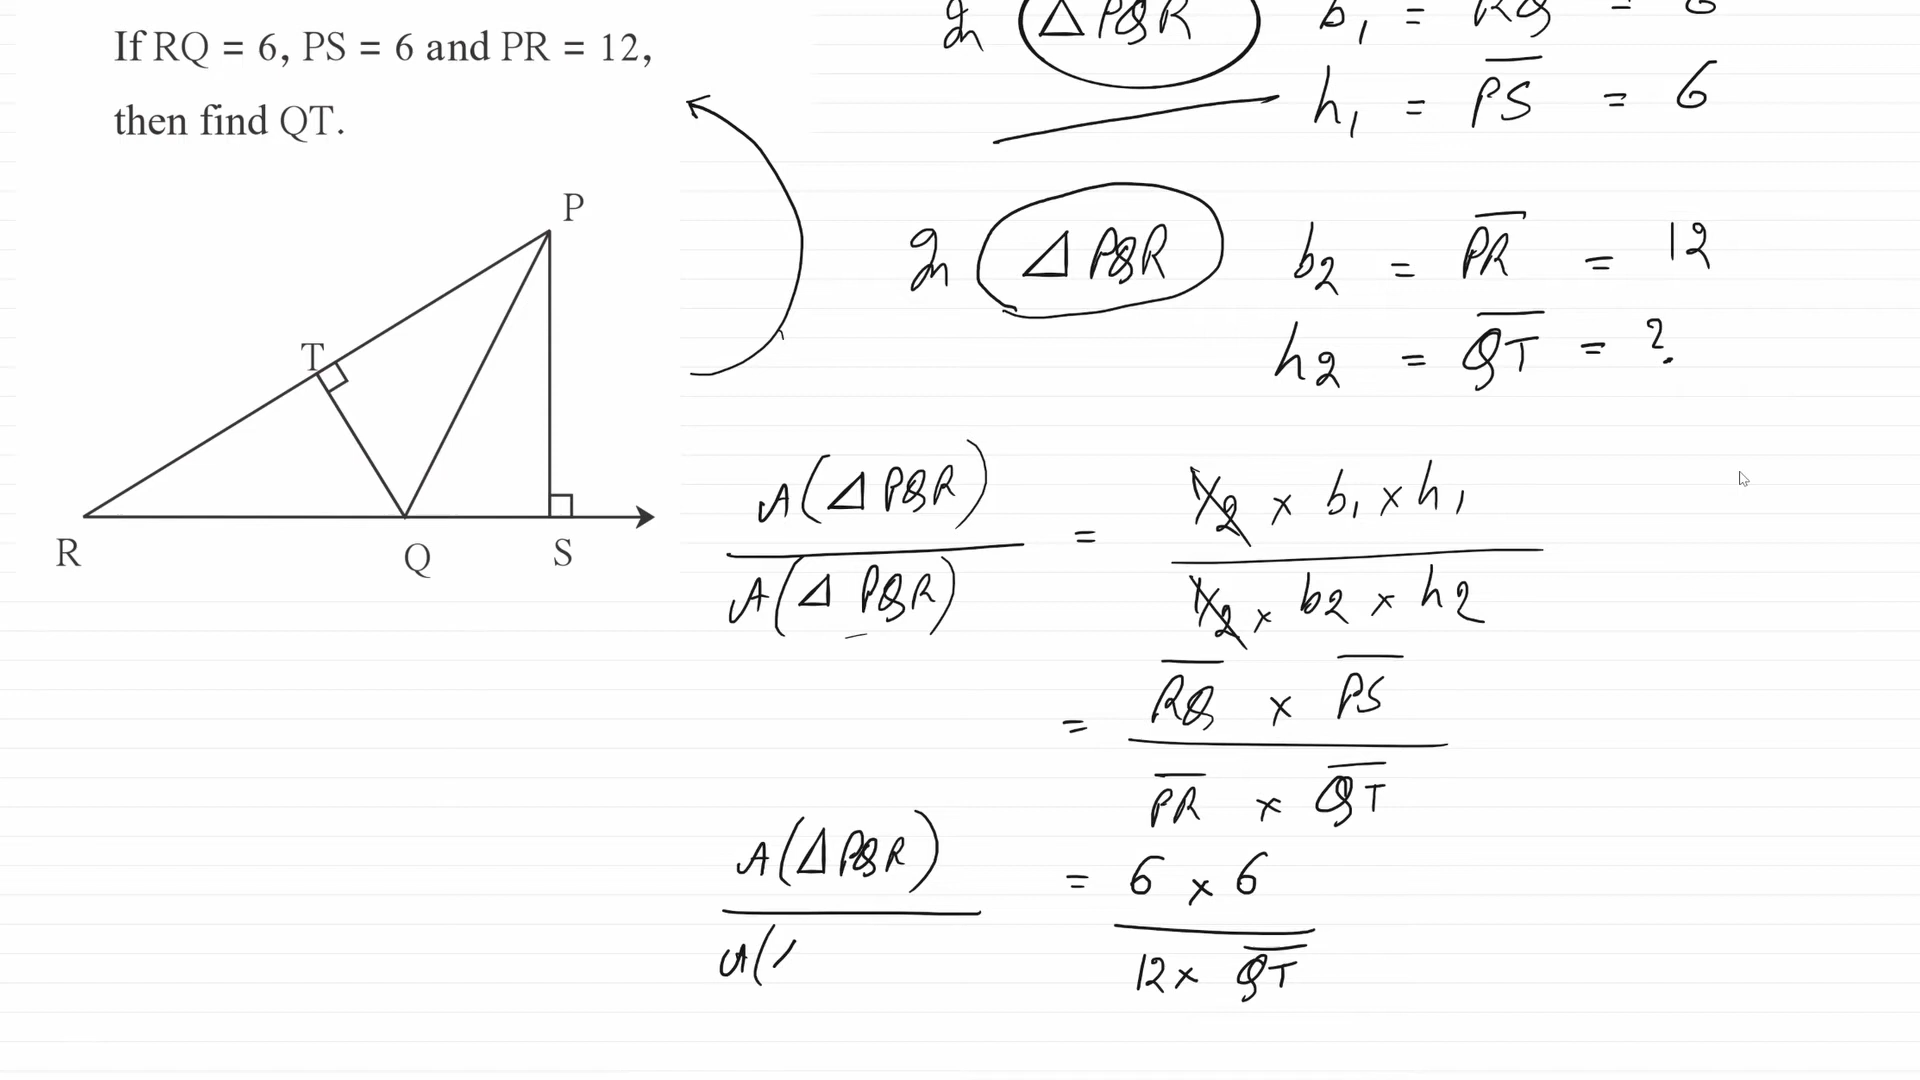 If RQ = 6, PS = 6 and PR = 12,
then find QT.
P
T
R
Q
S
In △ PQR b₁ = RQ = 6
h₁ = PS = 6
In △ PQR b₂ = PR = 12
h₂ = QT = ?
A(△ PQR) / A(△ PQR) = 1/2 × b₁ × h₁ / 1/2 × b₂ × h₂
= RQ × PS / PR × QT
A(△PQR) / A( = 6 × 6 / 12 × QT